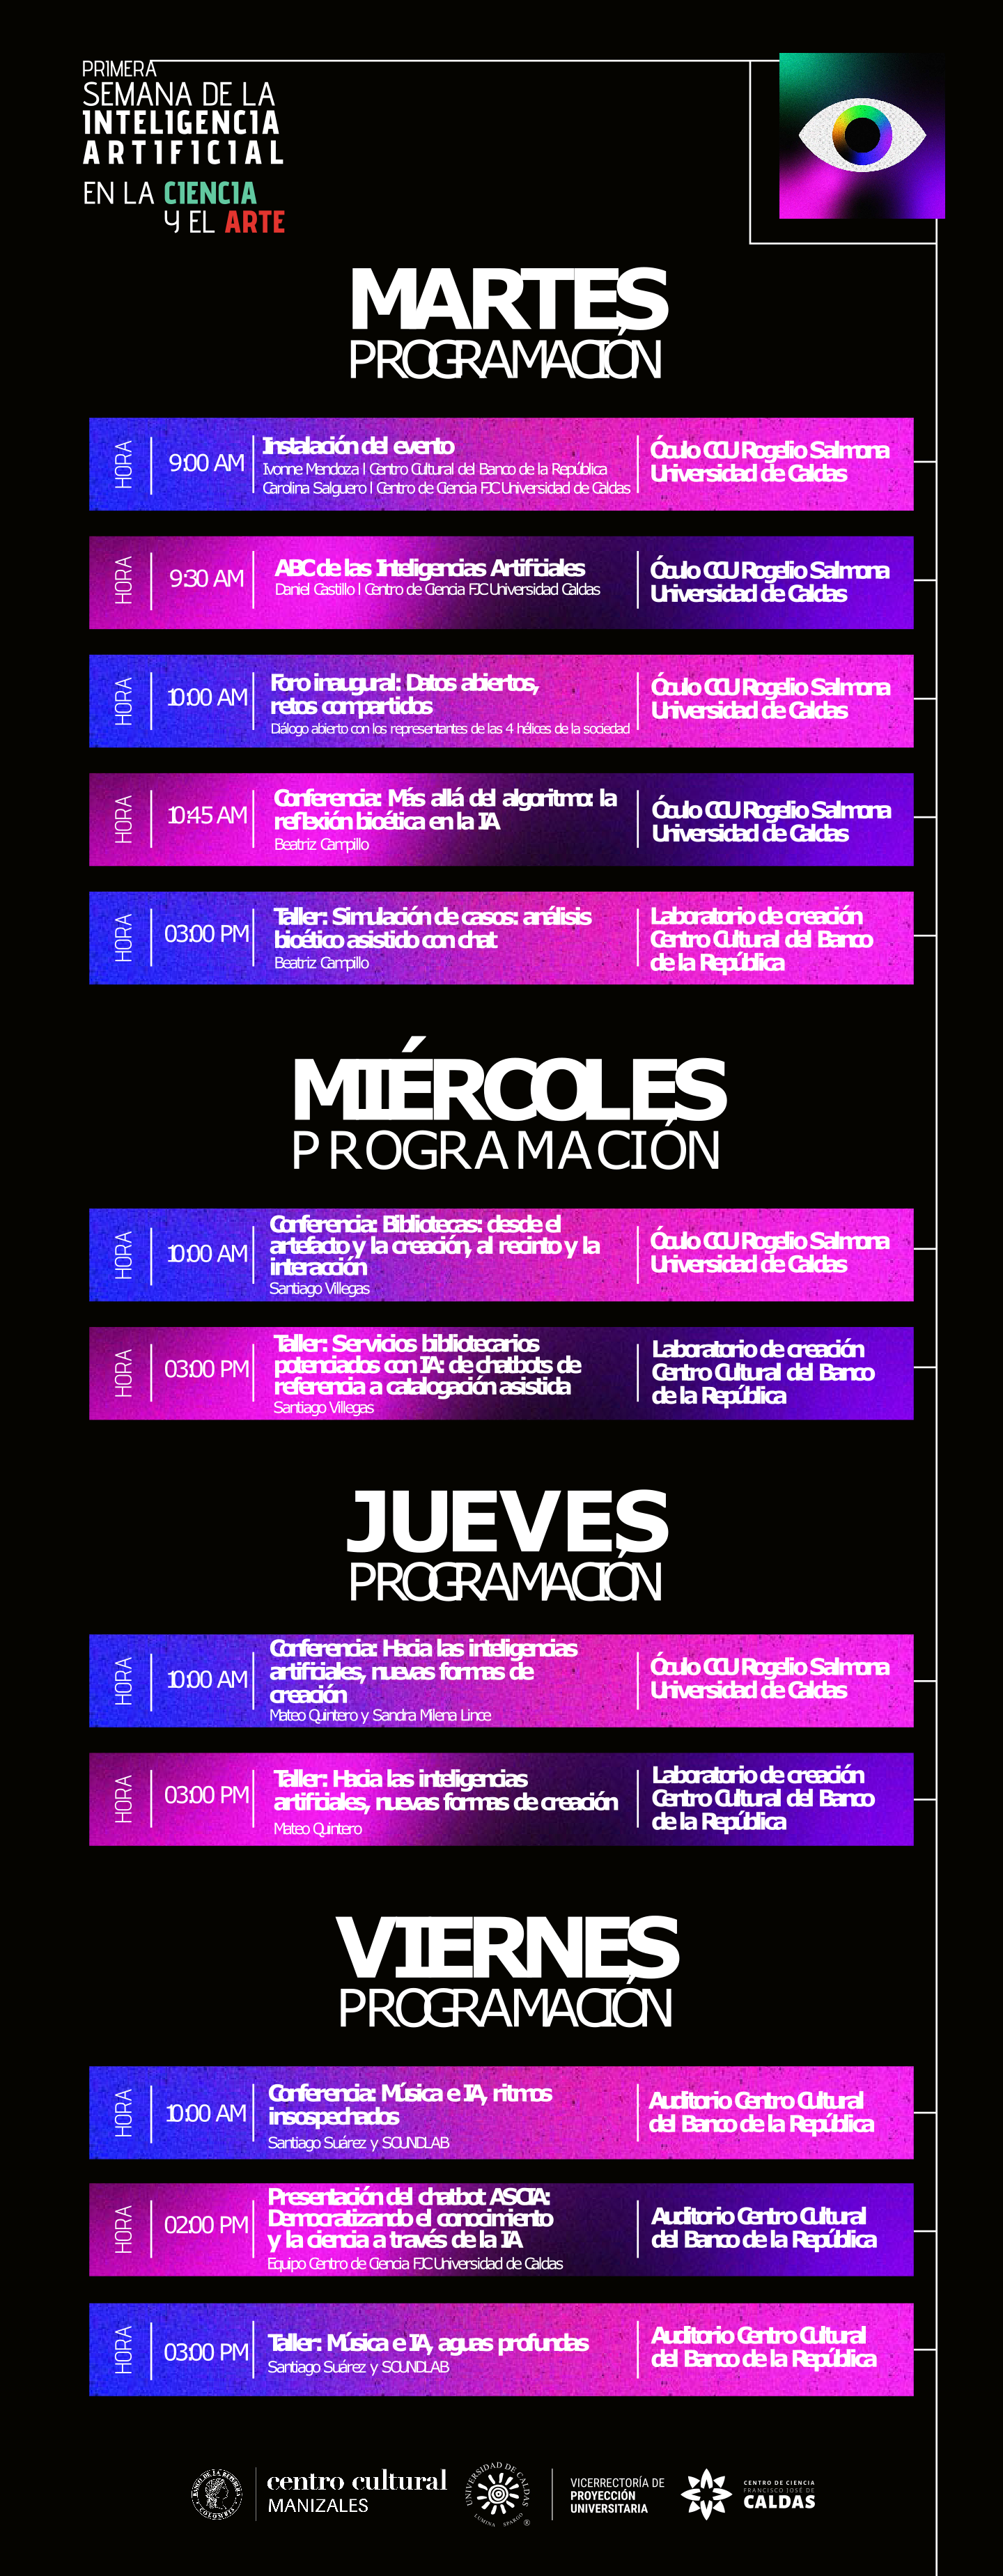 PRIMERA
SEMANA DE LA
INTELIGENCIA
ARTIFICIAL
EN LA CIENCIA
Y EL ARTE
MARTES
PROGRAMACIÓN
HORA
9:00 AM
Instalación del evento
Ivonne Mendoza | Centro Cultural del Banco de la República
Carolina Salguero | Centro de Ciencia FJC Universidad de Caldas
Óculo CCU Rogelio Salmona
Universidad de Caldas
HORA
9:30 AM
ABC de las Inteligencias Artificiales
Daniel Castillo | Centro de Ciencia FJC Universidad Caldas
Óculo CCU Rogelio Salmona
Universidad de Caldas
HORA
10:00 AM
Foro inaugural: Datos abiertos,
retos compartidos
Diálogo abierto con los representantes de las 4 hélices de la sociedad
Óculo CCU Rogelio Salmona
Universidad de Caldas
HORA
10:45 AM
Conferencia: Más allá del algoritmo: la
reflexión bioética en la IA
Beatriz Campillo
Óculo CCU Rogelio Salmona
Universidad de Caldas
HORA
03:00 PM
Taller: Simulación de casos: análisis
bioético asistido con chat
Beatriz Campillo
Laboratorio de creación
Centro Cultural del Banco
de la República
MIÉRCOLES
PROGRAMACIÓN
HORA
10:00 AM
Conferencia: Bibliotecas: desde el
artefacto y la creación, al recinto y la
interacción
Santiago Villegas
Óculo CCU Rogelio Salmona
Universidad de Caldas
HORA
03:00 PM
Taller: Servicios bibliotecarios
potenciados con IA: de chatbots de
referencia a catalogación asistida
Santiago Villegas
Laboratorio de creación
Centro Cultural del Banco
de la República
JUEVES
PROGRAMACIÓN
HORA
10:00 AM
Conferencia: Hacia las inteligencias
artificiales, nuevas formas de
creación
Mateo Quintero y Sandra Milena Lince
Óculo CCU Rogelio Salmona
Universidad de Caldas
HORA
03:00 PM
Taller: Hacia las inteligencias
artificiales, nuevas formas de creación
Mateo Quintero
Laboratorio de creación
Centro Cultural del Banco
de la República
VIERNES
PROGRAMACIÓN
HORA
10:00 AM
Conferencia: Música e IA, ritmos
insospechados
Santiago Suárez y SOUNDLAB
Auditorio Centro Cultural
del Banco de la República
HORA
02:00 PM
Presentación del chatbot ASCIA:
Democratizando el conocimiento
y la ciencia a través de la IA
Equipo Centro de Ciencia FJC Universidad de Caldas
Auditorio Centro Cultural
del Banco de la República
HORA
03:00 PM
Taller: Música e IA, aguas profundas
Santiago Suárez y SOUNDLAB
Auditorio Centro Cultural
del Banco de la República
BANCO DE LA REPÚBLICA
COLOMBIA
centro cultural
MANIZALES
UNIVERSIDAD DE CALDAS
LUMINA SPARGO
®
VICERRECTORÍA DE
PROYECCIÓN
UNIVERSITARIA
CENTRO DE CIENCIA
FRANCISCO JOSÉ DE
CALDAS